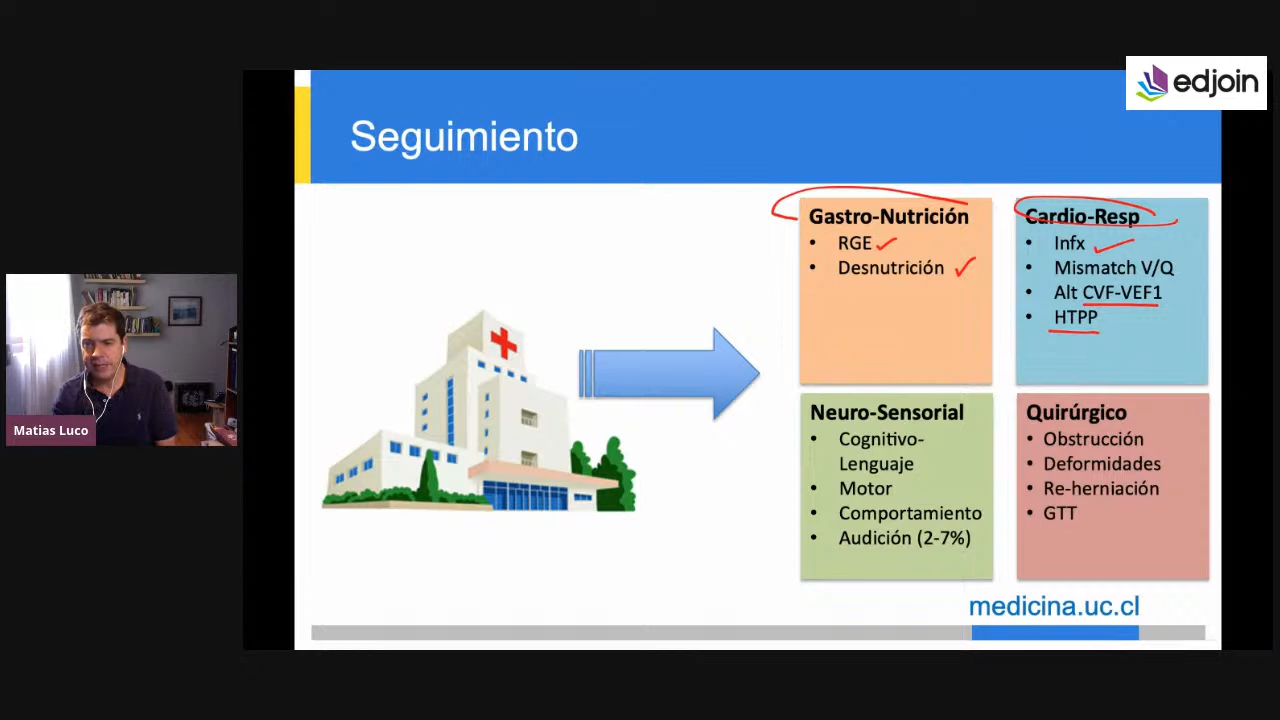 edjoin
Seguimiento
Gastro-Nutrición
• RGE
• Desnutrición
Cardio-Resp
• Infx
• Mismatch V/Q
• Alt CVF-VEF1
• HTPP
Neuro-Sensorial
• Cognitivo-
Lenguaje
• Motor
• Comportamiento
• Audición (2-7%)
Quirúrgico
• Obstrucción
• Deformidades
• Re-herniación
• GTT
medicina.uc.cl
Matias Luco